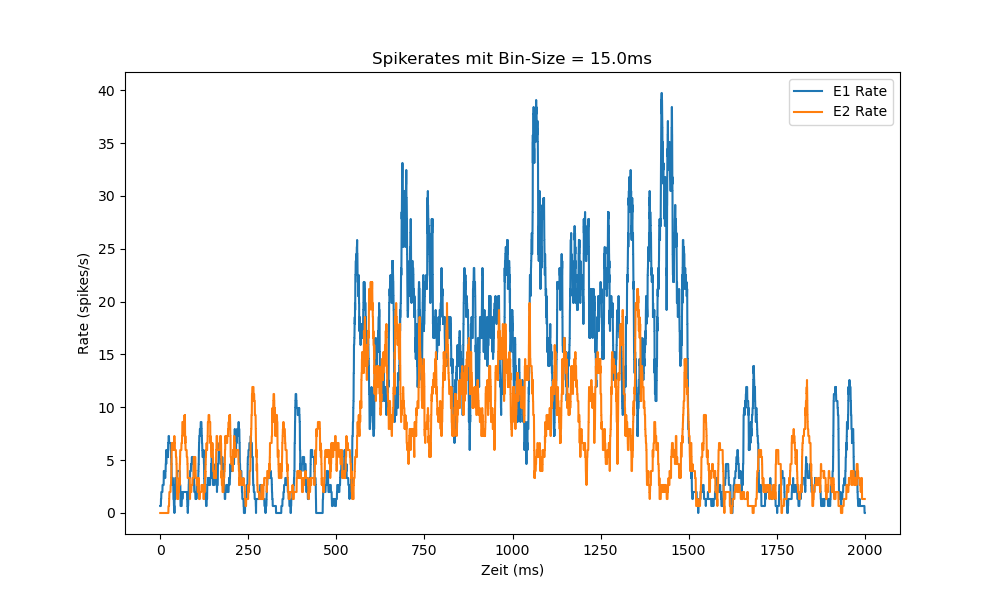 Spikerates mit Bin-Size = 15.0ms
E1 Rate
E2 Rate
Rate (spikes/s)
40
35
30
25
20
15
10
5
0
0 250 500 750 1000 1250 1500 1750 2000
Zeit (ms)